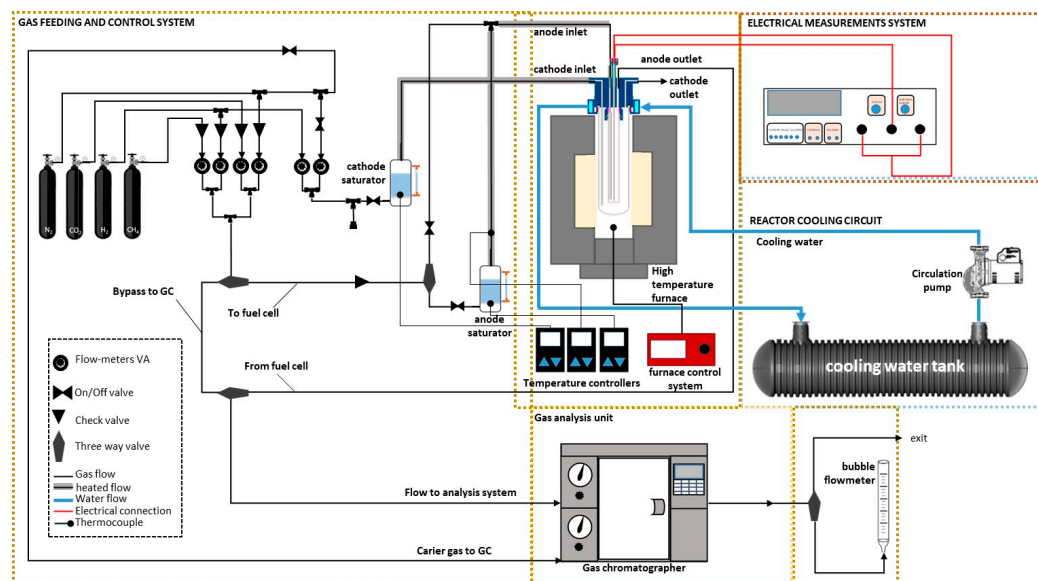 GAS FEEDING AND CONTROL SYSTEM
anode inlet
anode outlet
cathode inlet
cathode
outlet
ELECTRICAL MEASUREMENTS SYSTEM
cathode
saturator
N₂
CO₂
H₂
CH₄
REACTOR COOLING CIRCUIT
Cooling water
Circulation
pump
High
temperature
furnace
Bypass to GC
To fuel cell
anode
saturator
From fuel cell
Temperature controllers
furnace control
system
cooling water tank
Flow-meters VA
On/Off valve
Check valve
Three way valve
Gas flow
heated flow
Water flow
Electrical connection
Thermocouple
Gas analysis unit
exit
bubble
flowmeter
Flow to analysis system
Carier gas to GC
Gas chromatographer